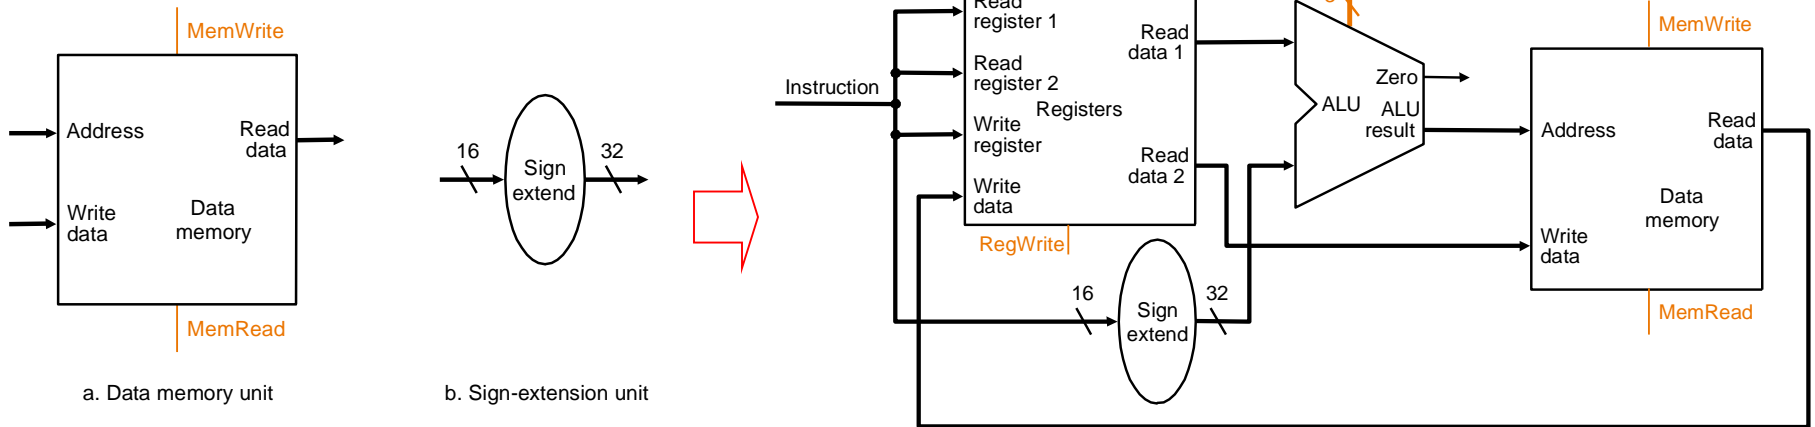 MemWrite
Address
Read
data
Write
data
Data
memory
MemRead
a. Data memory unit
16
32
Sign
extend
b. Sign-extension unit
Instruction
Read
register 1
Read
register 2
Write
register
Write
data
Registers
Read
data 1
Read
data 2
RegWrite
16
32
Sign
extend
Zero
ALU
ALU
result
MemWrite
Address
Read
data
Write
data
Data
memory
MemRead